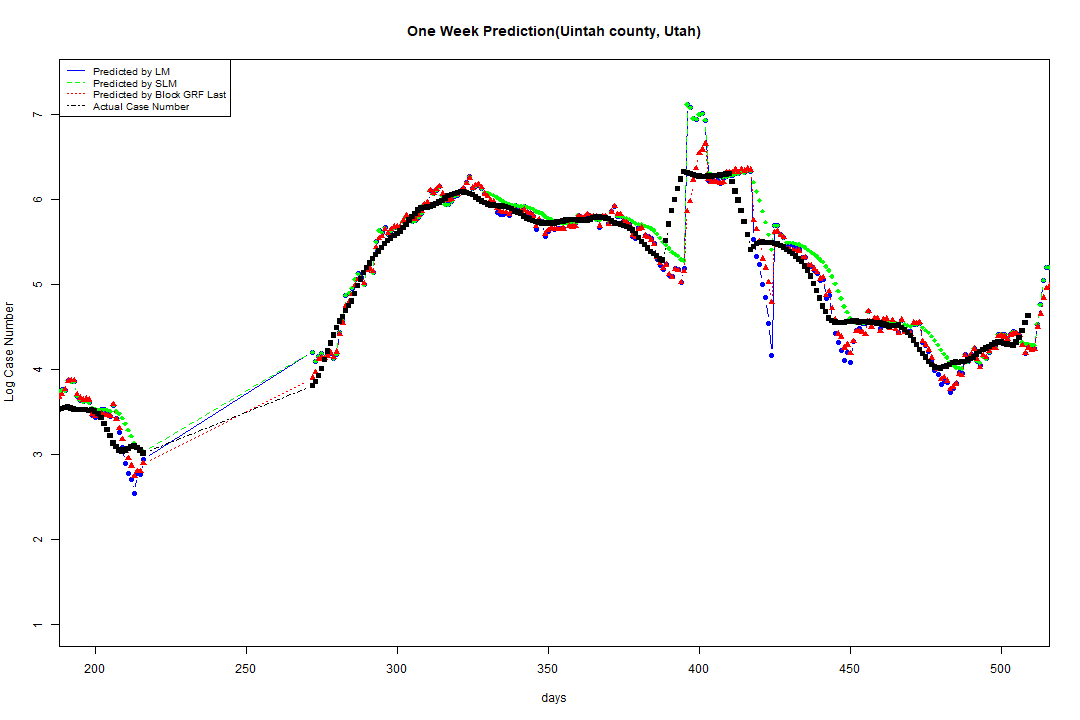 One Week Prediction(Uintah county, Utah)
Predicted by LM
Predicted by SLM
Predicted by Block GRF Last
Actual Case Number
Log Case Number
7
6
5
4
3
2
1
200 250 300 350 400 450 500
days